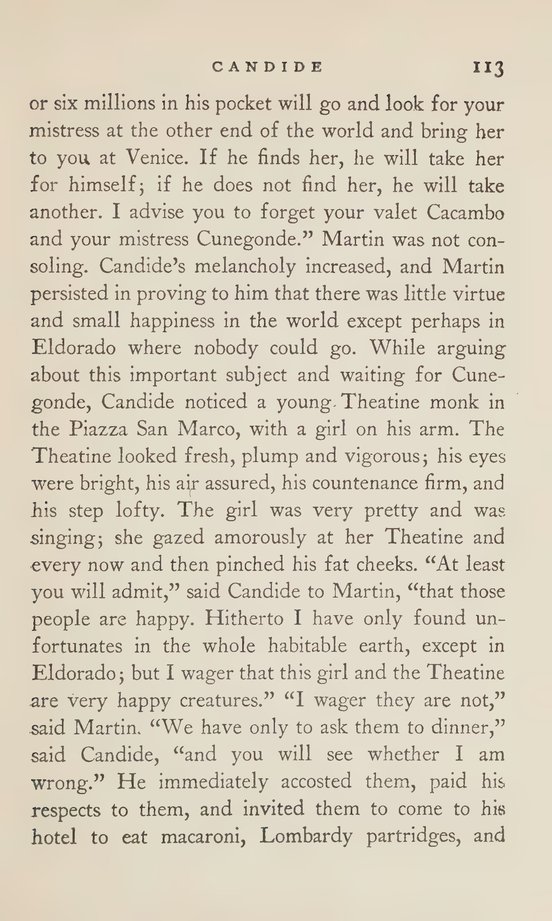 CANDIDE 113
or six millions in his pocket will go and look for your
mistress at the other end of the world and bring her
to you at Venice. If he finds her, he will take her
for himself; if he does not find her, he will take
another. I advise you to forget your valet Cacambo
and your mistress Cunegonde.” Martin was not con-
soling. Candide’s melancholy increased, and Martin
persisted in proving to him that there was little virtue
and small happiness in the world except perhaps in
Eldorado where nobody could go. While arguing
about this important subject and waiting for Cune-
gonde, Candide noticed a young Theatine monk in
the Piazza San Marco, with a girl on his arm. The
Theatine looked fresh, plump and vigorous; his eyes
were bright, his air assured, his countenance firm, and
his step lofty. The girl was very pretty and was
singing; she gazed amorously at her Theatine and
every now and then pinched his fat cheeks. “At least
you will admit,” said Candide to Martin, “that those
people are happy. Hitherto I have only found un-
fortunates in the whole habitable earth, except in
Eldorado; but I wager that this girl and the Theatine
are very happy creatures.” “I wager they are not,”
said Martin. “We have only to ask them to dinner,”
said Candide, “and you will see whether I am
wrong.” He immediately accosted them, paid his
respects to them, and invited them to come to his
hotel to eat macaroni, Lombardy partridges, and